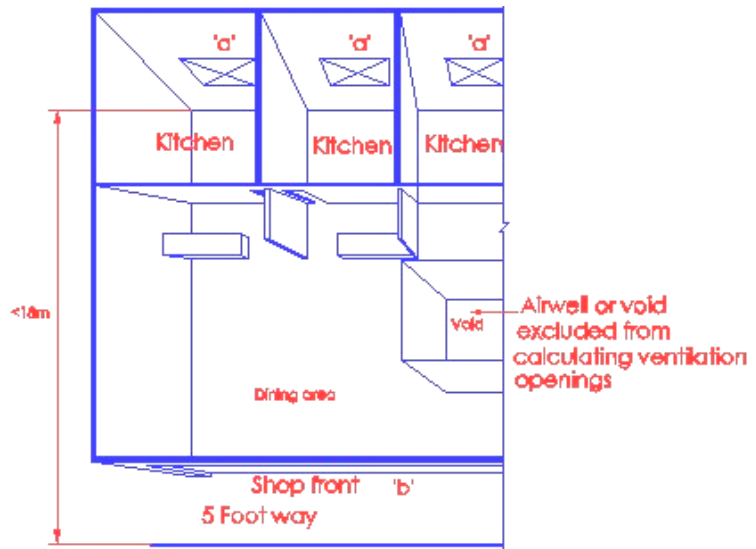 'a' 'a' 'a'
Kitchen Kitchen Kitchen
<18m
Void
Airwell or void
excluded from
calculating ventilation
openings
Dining area
Shop front 'b'
5 Foot way